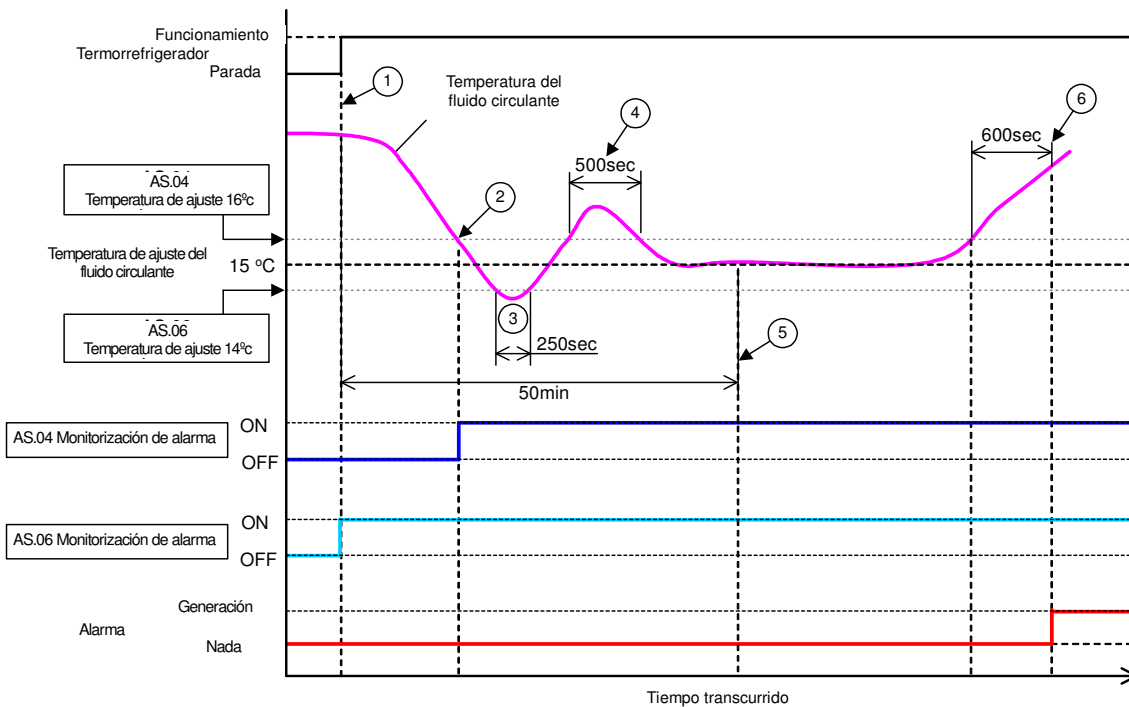 Funcionamiento
Termorrefrigerador
Parada
1
Temperatura del
fluido circulante
4
6
500sec
600sec
AS.04
Temperatura de ajuste 16ºc
2
Temperatura de ajuste del
fluido circulante
15 ºC
3
AS.06
Temperatura de ajuste 14ºc
250sec
5
50min
AS.04 Monitorización de alarma
ON
OFF
AS.06 Monitorización de alarma
ON
OFF
Generación
Alarma
Nada
Tiempo transcurrido